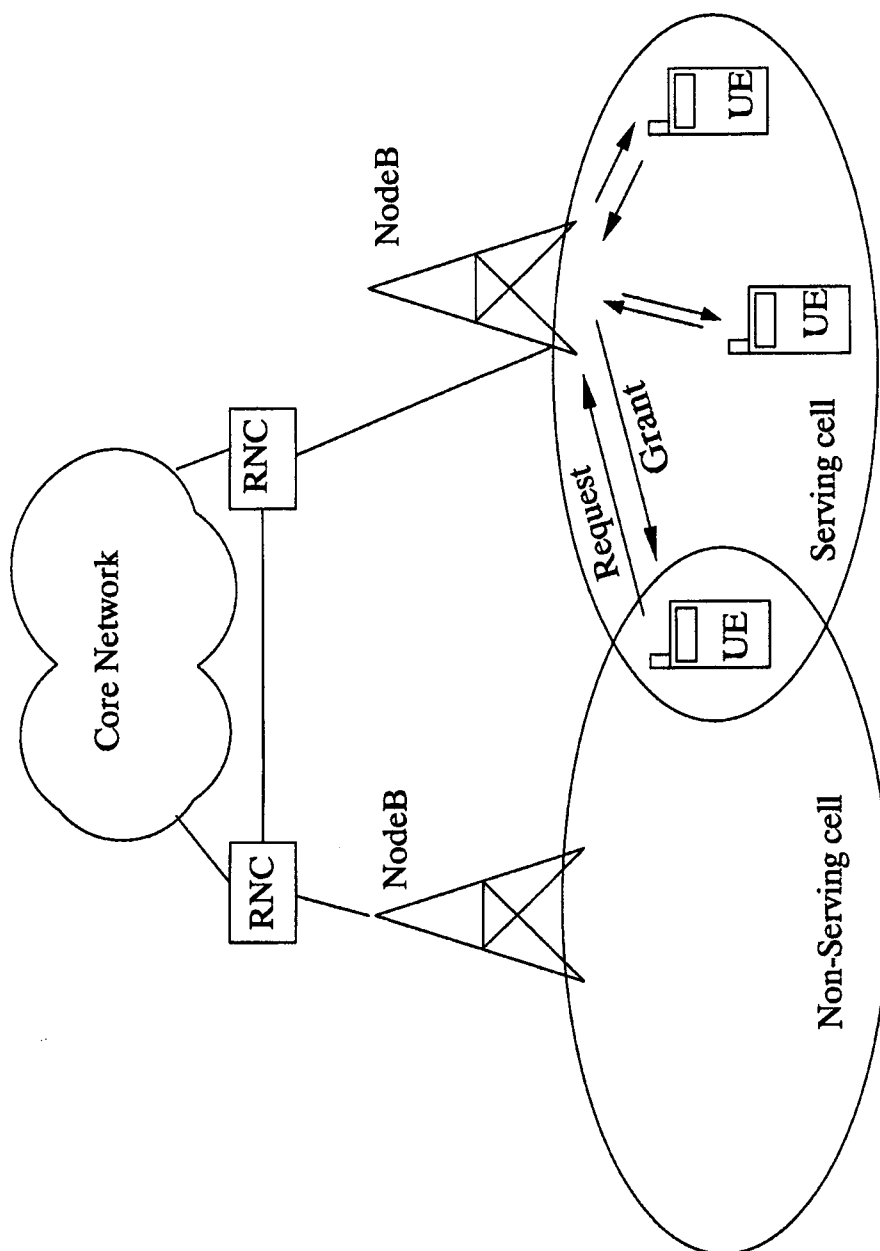 Core Network
RNC
RNC
NodeB
NodeB
Request
Grant
UE
UE
UE
Non-Serving cell
Serving cell